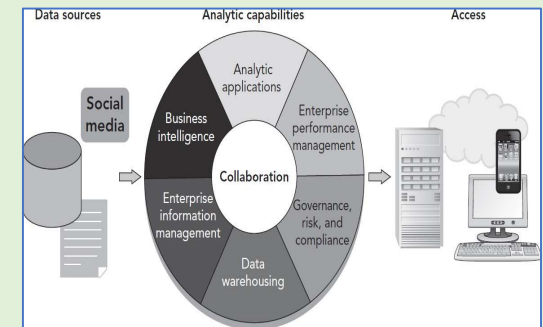 Data sources
Analytic capabilities
Access
Social
media
Analytic
applications
Business
intelligence
Enterprise
performance
management
Collaboration
Enterprise
information
management
Governance,
risk, and
compliance
Data
warehousing